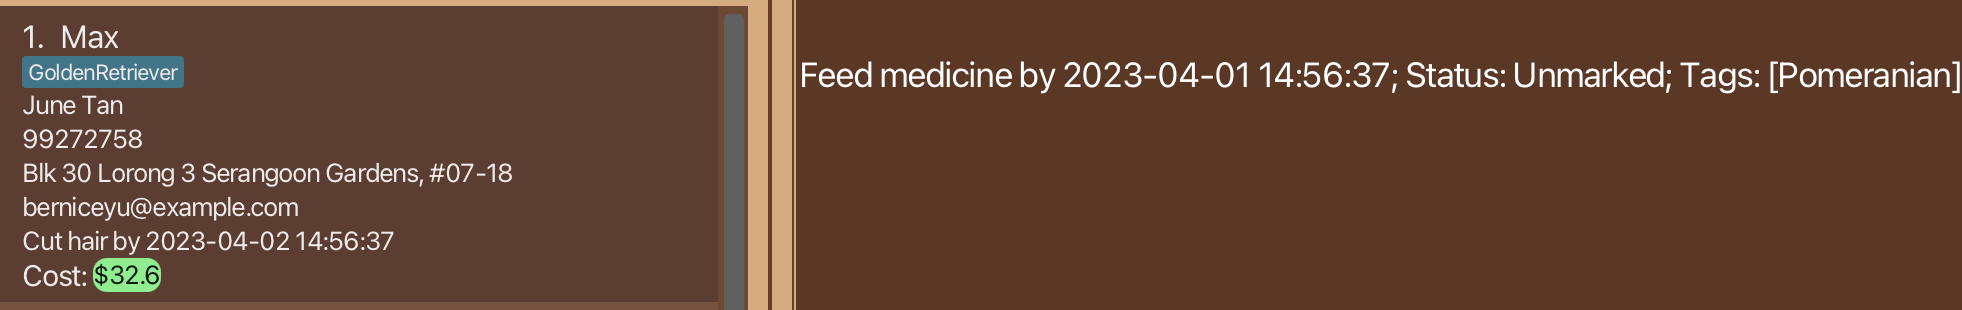 1. Max
GoldenRetriever
June Tan
99272758
Blk 30 Lorong 3 Serangoon Gardens, #07-18
berniceyu@example.com
Cut hair by 2023-04-02 14:56:37
Cost: $32.6
Feed medicine by 2023-04-01 14:56:37; Status: Unmarked; Tags: [Pomeranian]